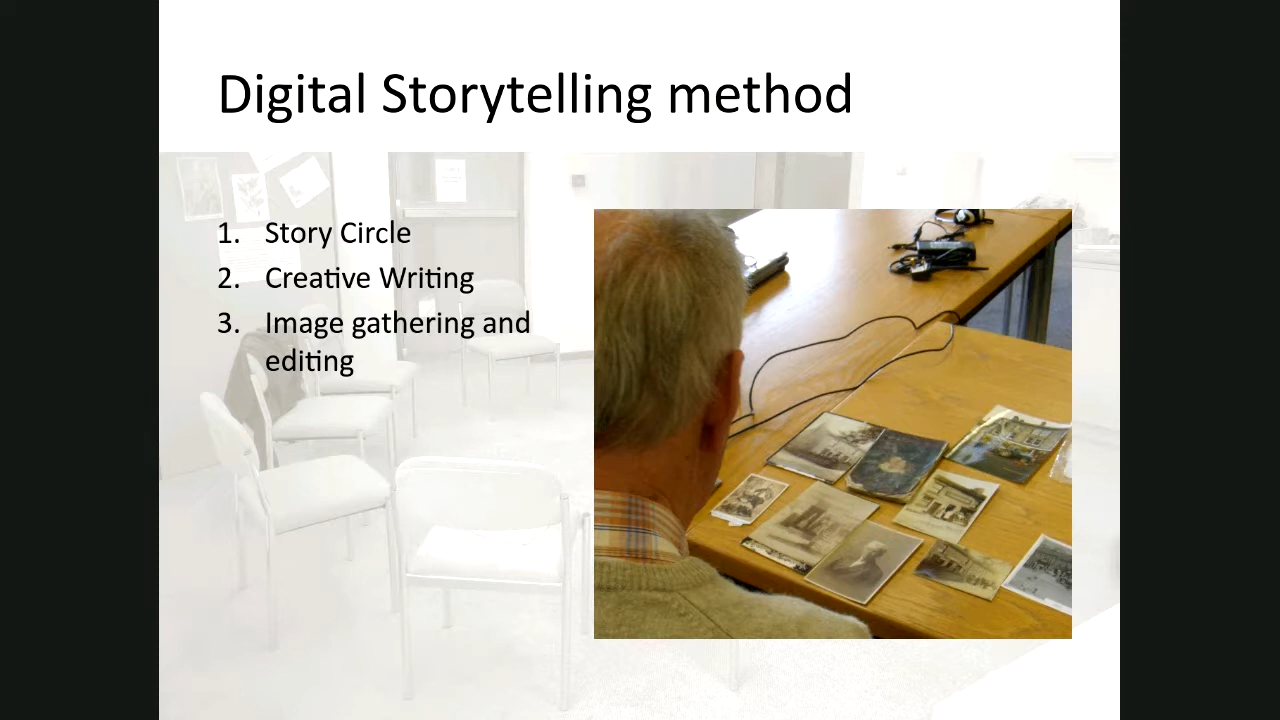 Digital Storytelling method
1. Story Circle
2. Creative Writing
3. Image gathering and
editing